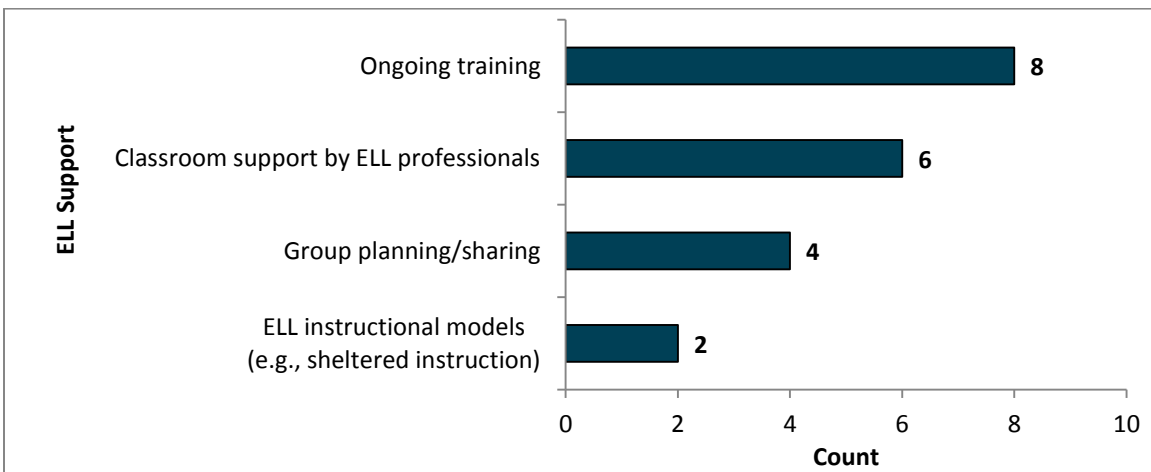 ELL Support
Ongoing training
8
Classroom support by ELL professionals
6
Group planning/sharing
4
ELL instructional models
(e.g., sheltered instruction)
2
0
2
4
6
8
10
Count